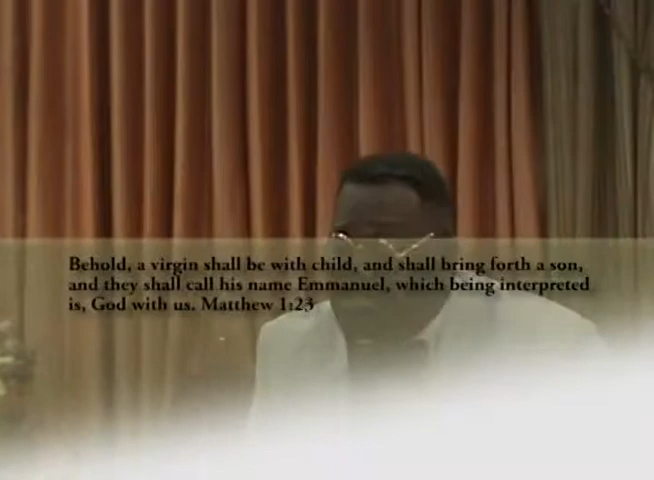 Behold, a virgin shall be with child, and shall bring forth a son,
and they shall call his name Emmanuel, which being interpreted
is, God with us. Matthew 1:23